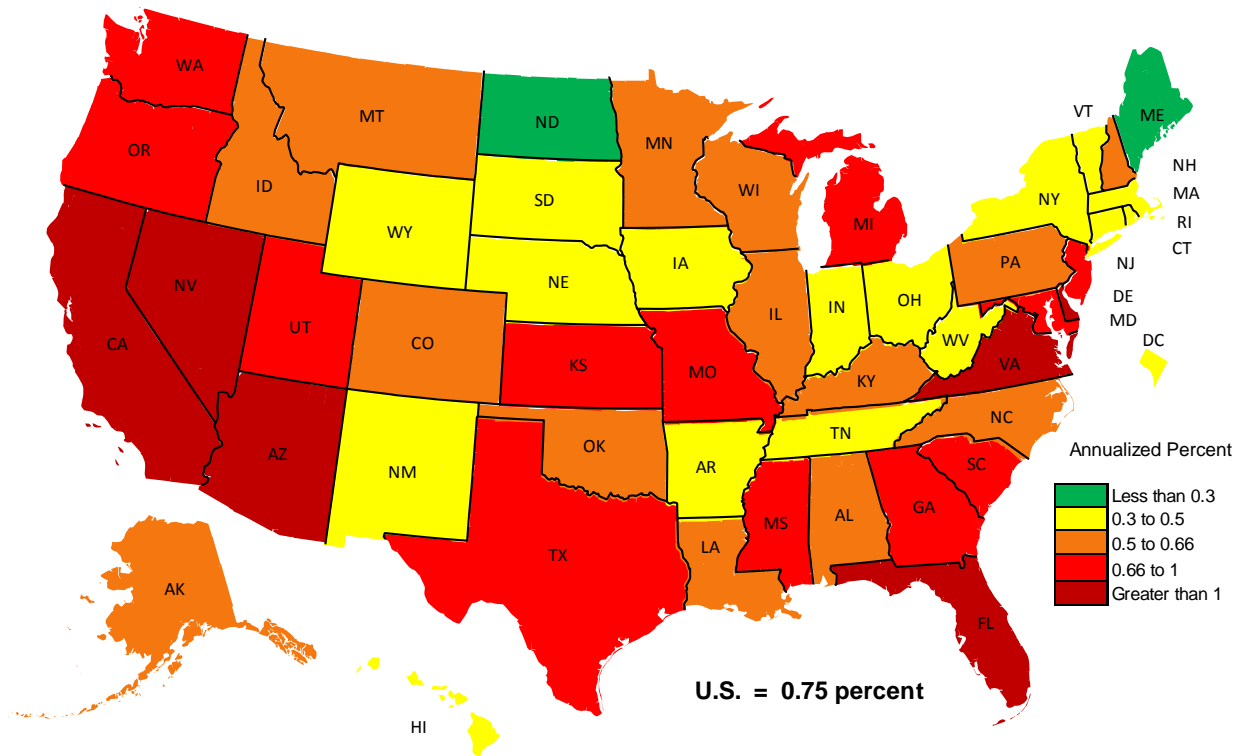 WA
MT
ND
MN
VT
ME
OR
ID
SD
WI
MI
NY
NH
MA
RI
CT
WY
IA
PA
NJ
NV
NE
IL
IN
OH
DE
MD
DC
CA
UT
CO
KS
MO
WV
VA
KY
AZ
NM
OK
AR
TN
NC
SC
TX
LA
MS
AL
GA
FL
AK
HI
Annualized Percent
Less than 0.3
0.3 to 0.5
0.5 to 0.66
0.66 to 1
Greater than 1
U.S. = 0.75 percent